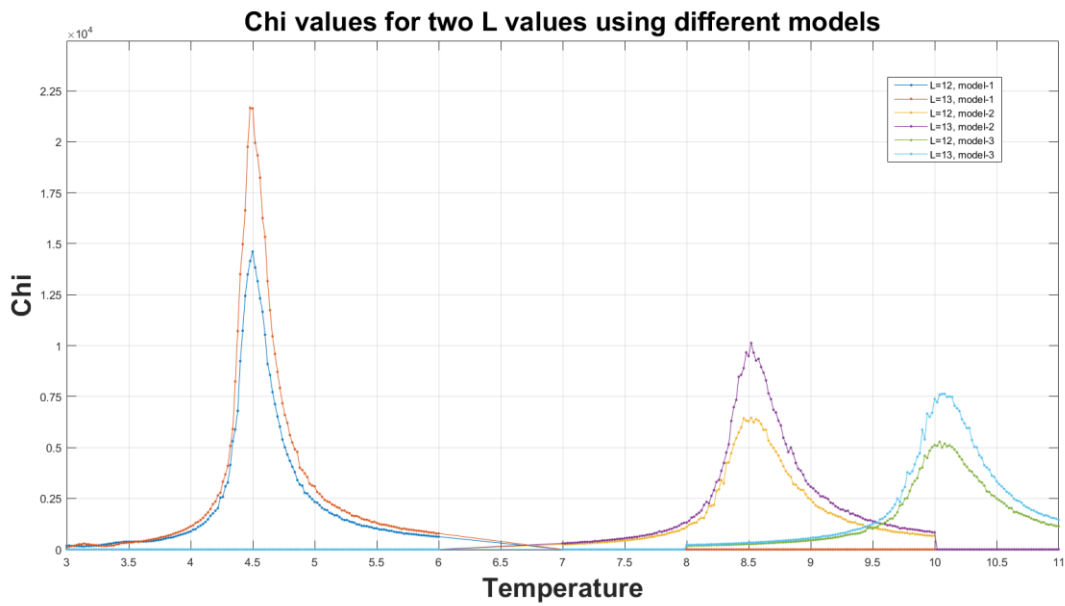 Chi values for two L values using different models
×10⁴
2.25
2
1.75
1.5
1.25
1
0.75
0.5
0.25
0
Chi
L=12, model-1
L=13, model-1
L=12, model-2
L=13, model-2
L=12, model-3
L=13, model-3
3 3.5 4 4.5 5 5.5 6 6.5 7 7.5 8 8.5 9 9.5 10 10.5 11
Temperature